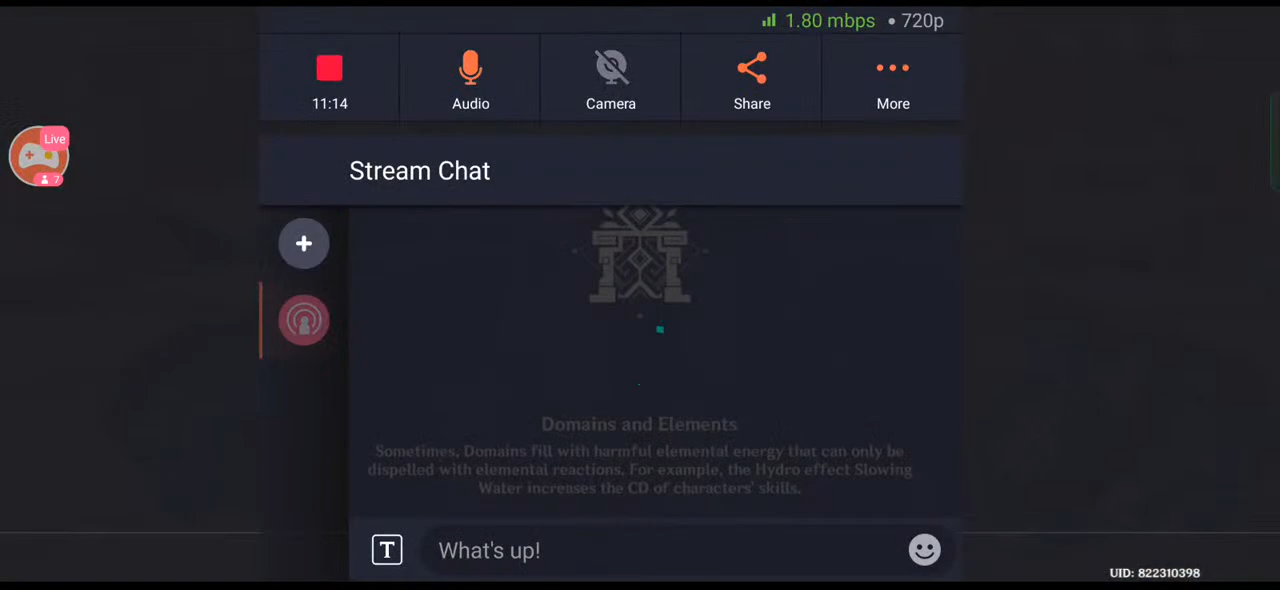 1.80 mbps • 720p
11:14
Audio
Camera
Share
More
Live
7
Stream Chat
Domains and Elements
Sometimes, Domains fill with harmful elemental energy that can only be
dispelled with elemental reactions. For example, the Hydro effect Slowing
Water increases the CD of characters' skills.
T
What's up!
UID: 822310398